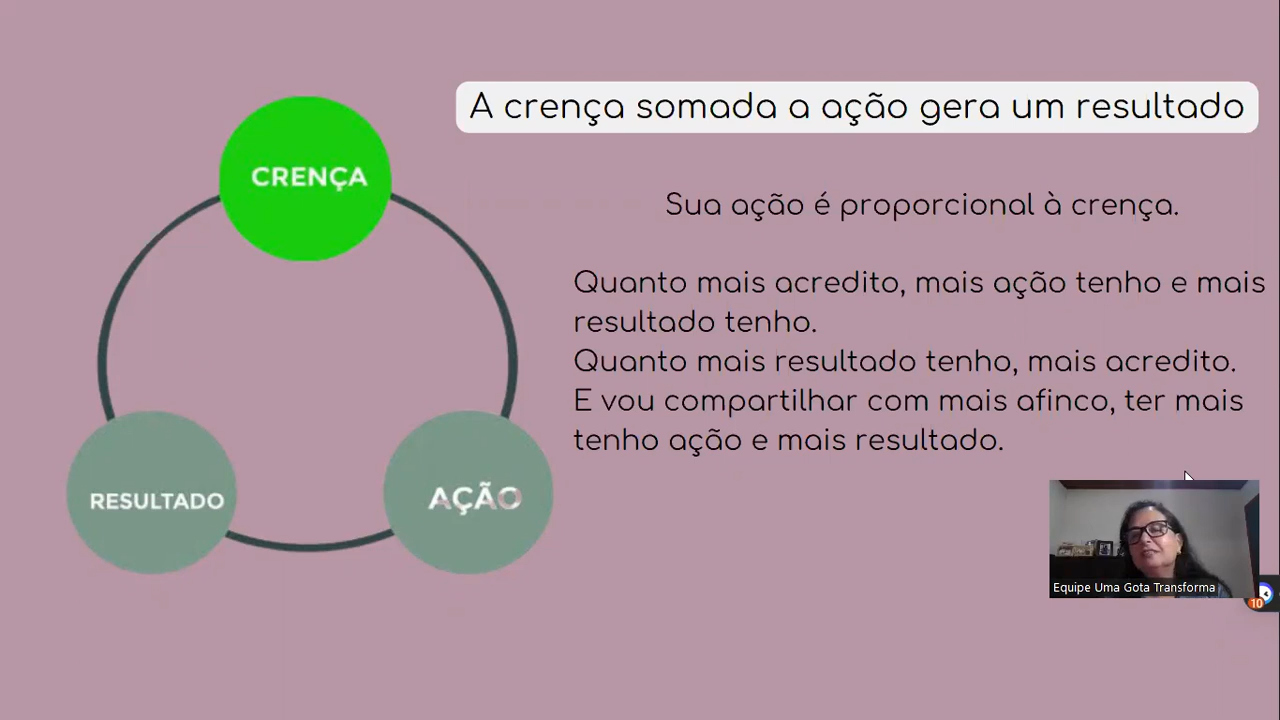 A crença somada a ação gera um resultado
CRENÇA
Sua ação é proporcional à crença.
Quanto mais acredito, mais ação tenho e mais
resultado tenho.
Quanto mais resultado tenho, mais acredito.
E vou compartilhar com mais afinco, ter mais
tenho ação e mais resultado.
RESULTADO
AÇÃO
Equipe Uma Gota Transforma
10